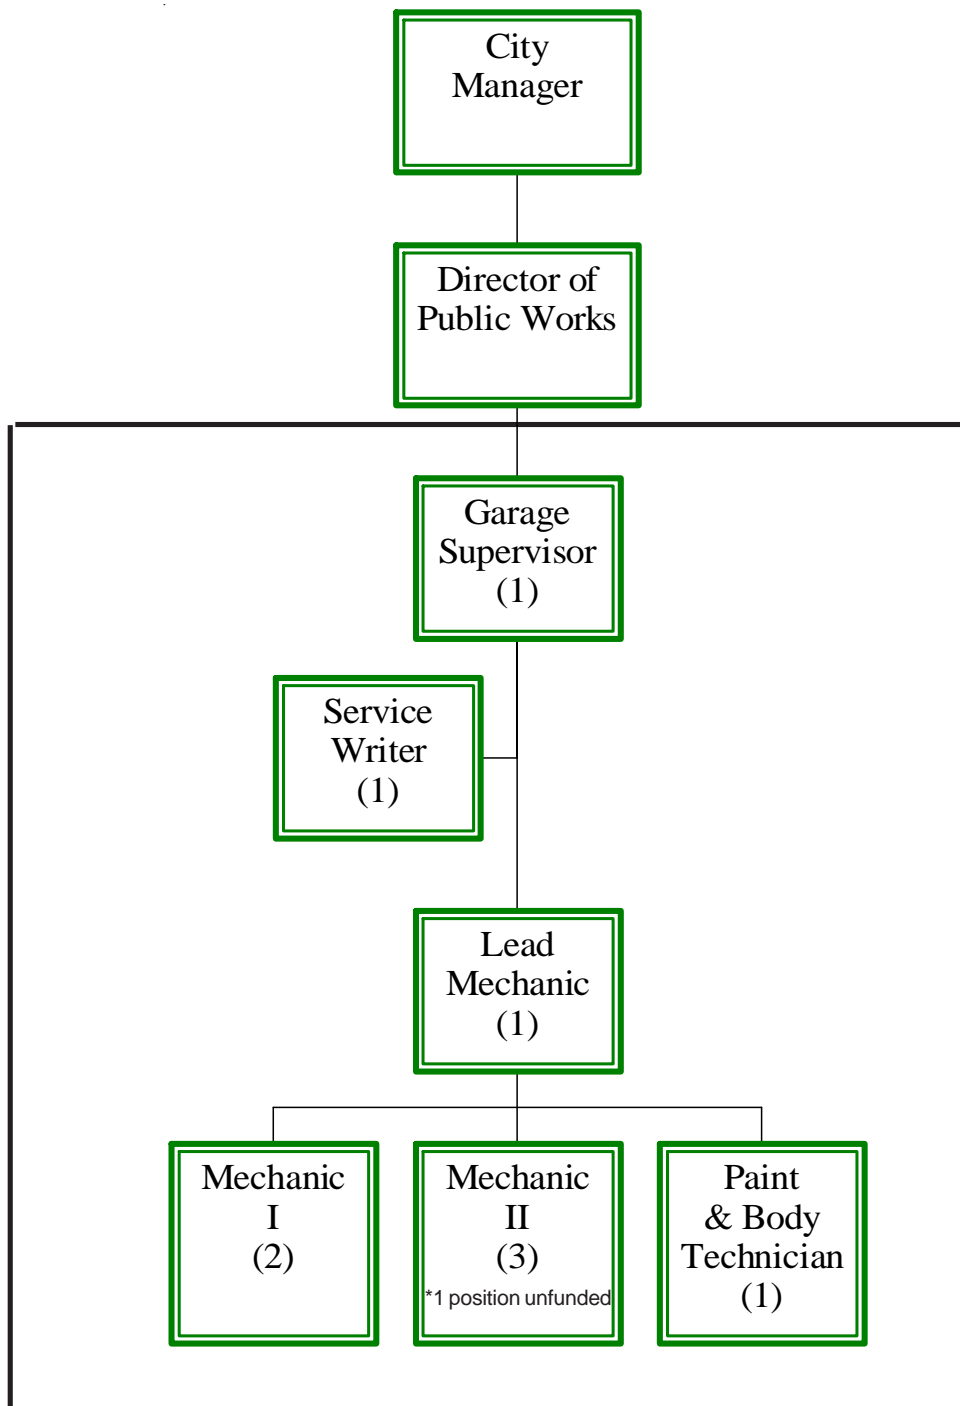 City
Manager
Director of
Public Works
Garage
Supervisor
(1)
Service
Writer
(1)
Lead
Mechanic
(1)
Mechanic
I
(2)
Mechanic
II
(3)
*1 position unfunded
Paint
& Body
Technician
(1)